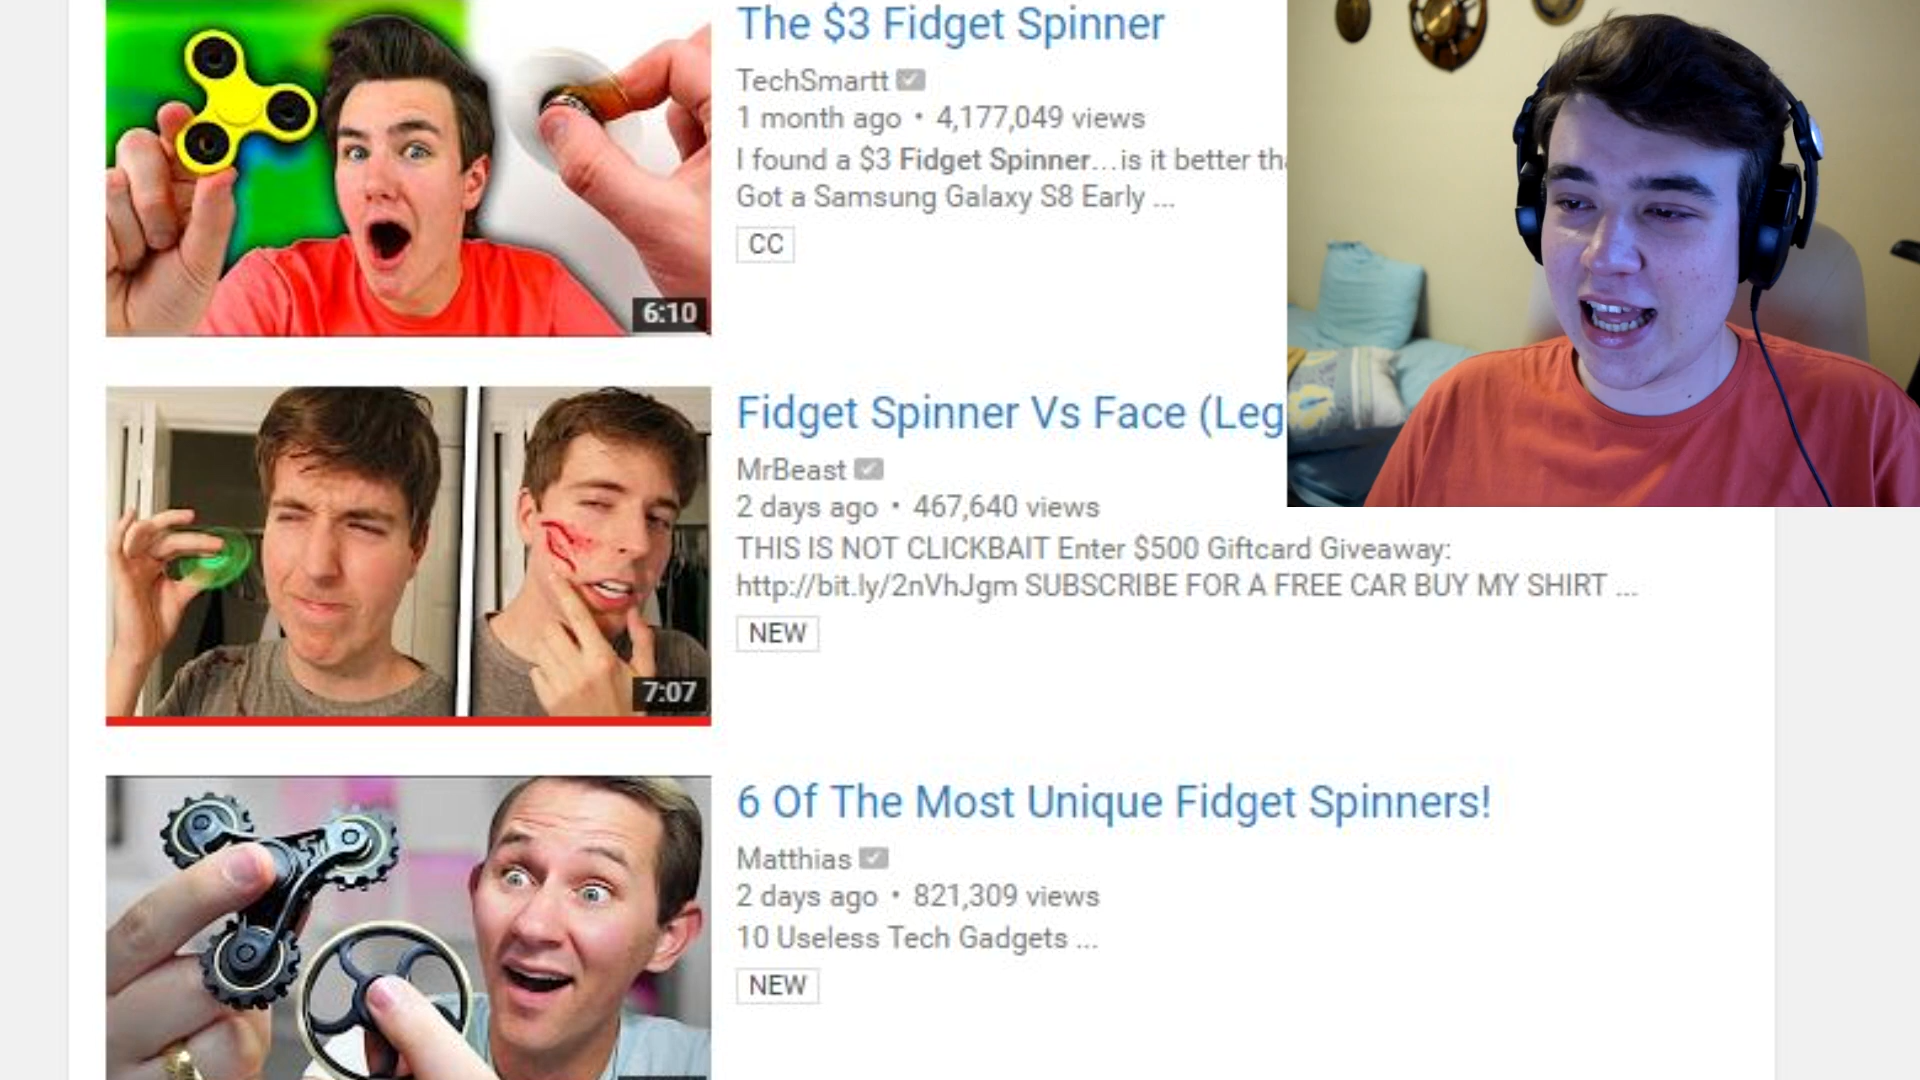 The $3 Fidget Spinner
TechSmartt
1 month ago • 4,177,049 views
I found a $3 Fidget Spinner...is it better
Got a Samsung Galaxy S8 Early ...
CC
6:10
Fidget Spinner Vs Face (Leg
MrBeast
2 days ago • 467,640 views
THIS IS NOT CLICKBAIT Enter $500 Giftcard Giveaway:
http://bit.ly/2nVhJgm SUBSCRIBE FOR A FREE CAR BUY MY SHIRT ...
NEW
7:07
6 Of The Most Unique Fidget Spinners!
Matthias
2 days ago • 821,309 views
10 Useless Tech Gadgets ...
NEW